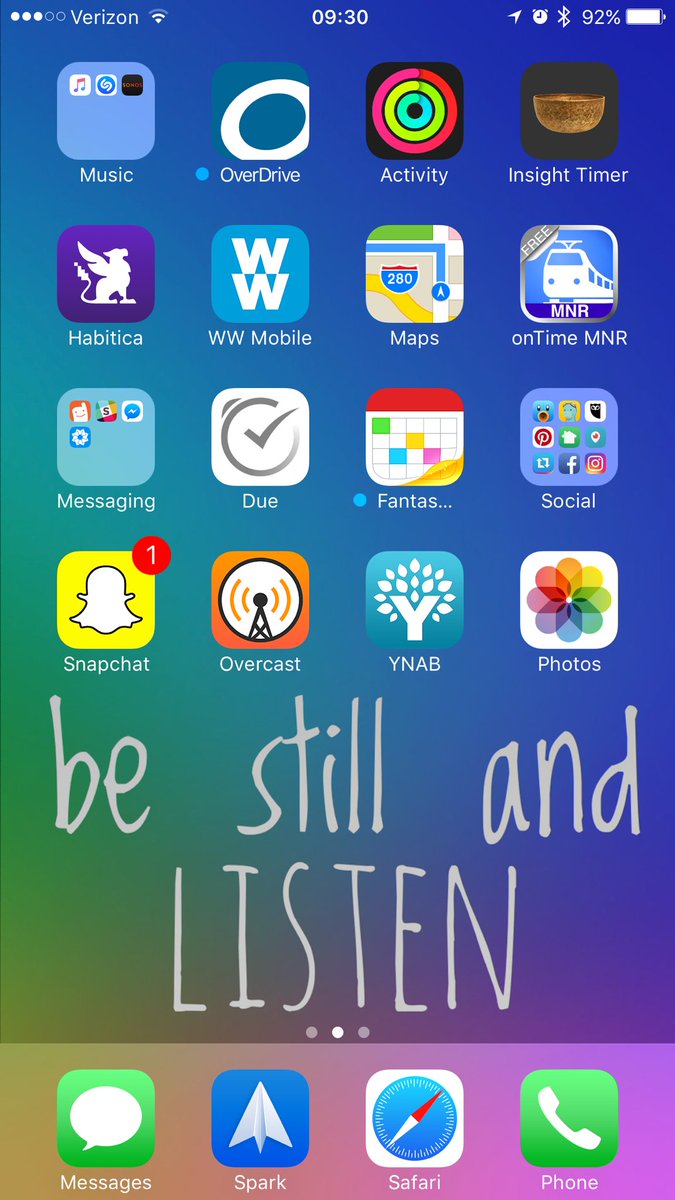 Verizon 09:30 92%
SONOS
Music OverDrive Activity Insight Timer
WW 280 FREE MNR
Habitica WW Mobile Maps onTime MNR
S
Messaging Due Fantas... Social
1
Y
Snapchat Overcast YNAB Photos
be still and
LISTEN
Messages Spark Safari Phone